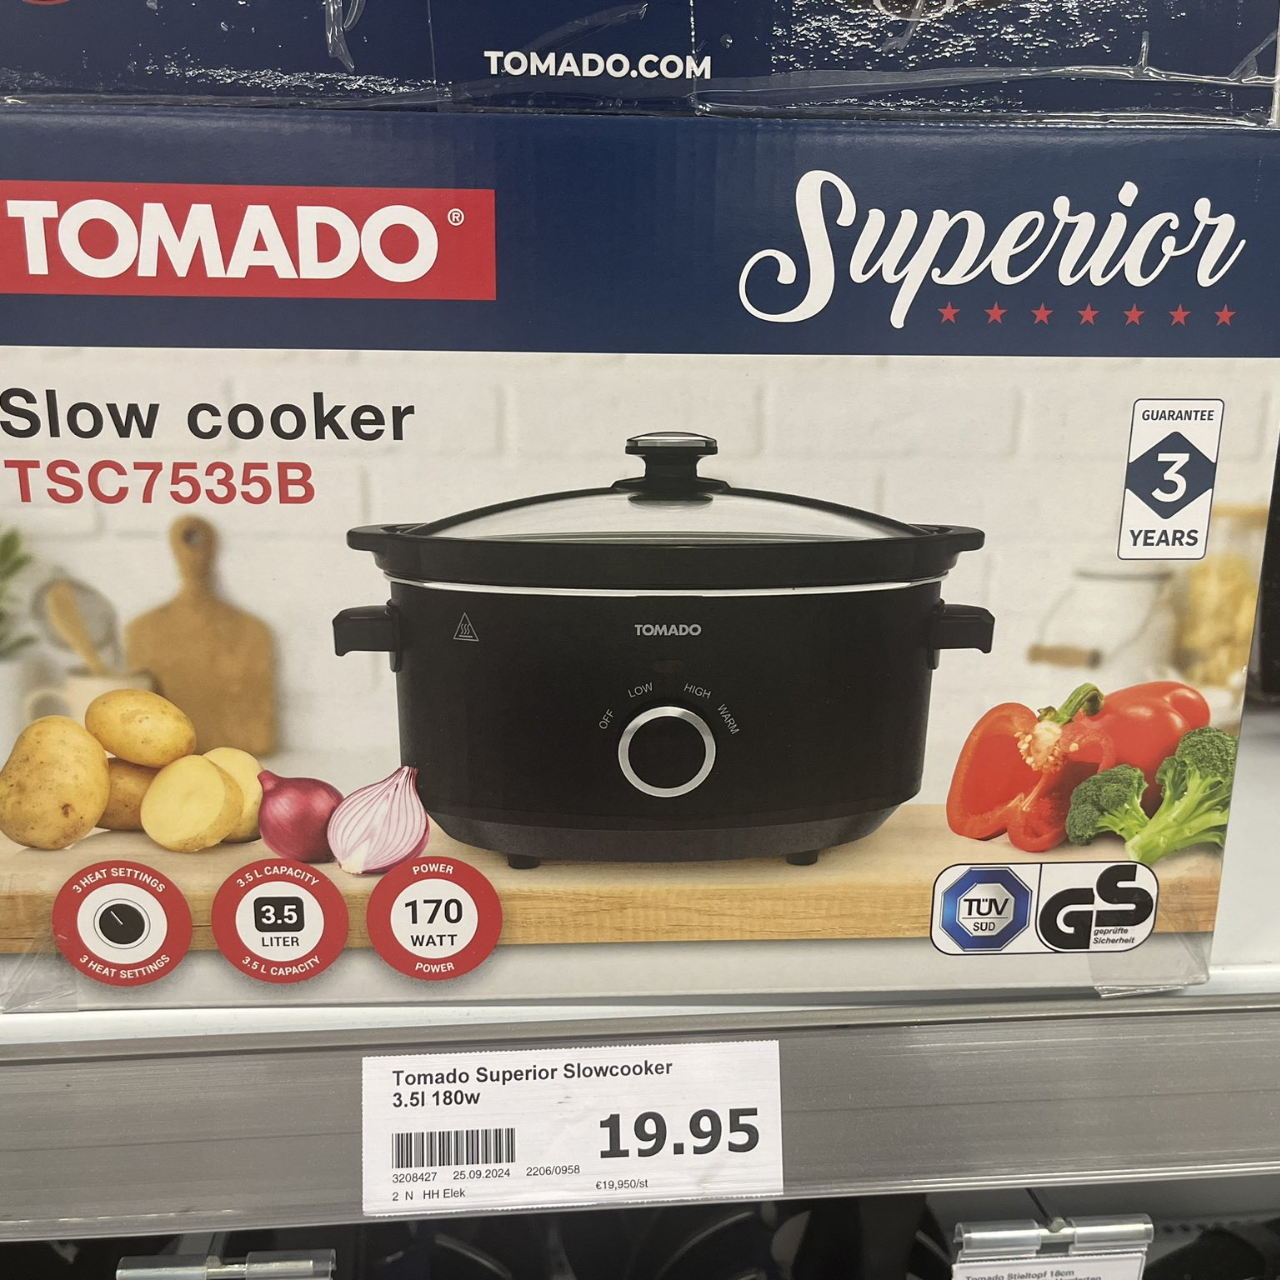 TOMADO.COM
TOMADO®
Superior
Slow cooker
TSC7535B
GUARANTEE
3
YEARS
TOMADO
OFF LOW HIGH WARM
3 HEAT SETTINGS
3 HEAT SETTINGS
3.5 L CAPACITY
3.5
LITER
3.5 L CAPACITY
POWER
170
WATT
POWER
TÜV
SÜD
GS
geprüfte
Sicherheit
Tomado Superior Slowcooker
3.5l 180w
19.95
3208427 25.09.2024 2206/0958
2 N HH Elek
€19,950/st
Tomado Stieltopf 18cm